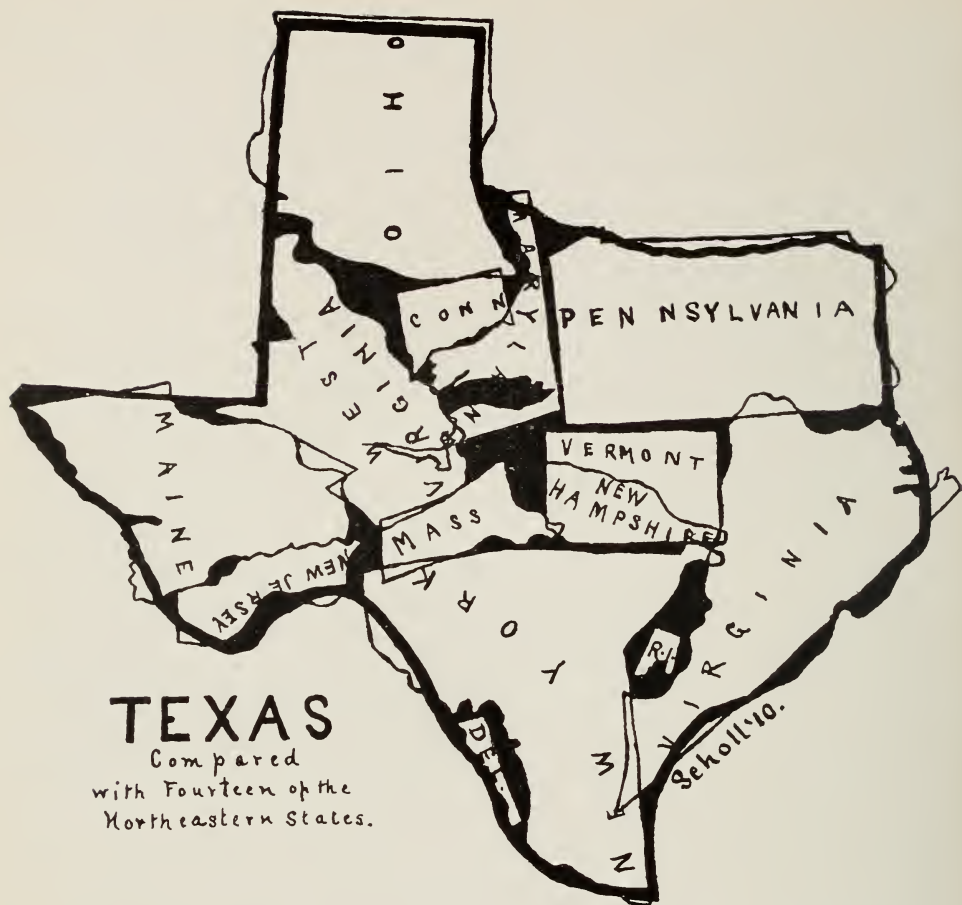 OHIO
MARYLAND
CONN
PENNSYLVANIA
WEST
VIRGINIA
MAINE
VERMONT
NEW
HAMPSHIRE
MASS
NEW JERSEY
N.W YORK
R.I.
VIRGINIA
DEL.
Scholl '10.
TEXAS
Compared
with Fourteen of the
Northeastern States.